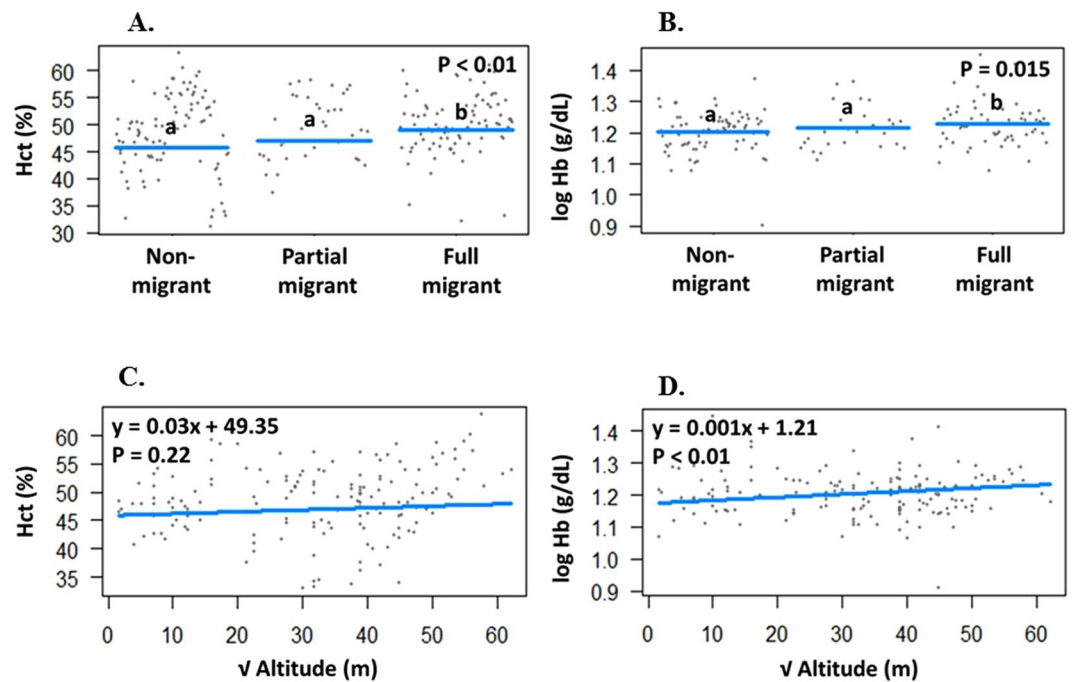 A.
P < 0.01
Hct (%)
60
55
50
45
40
35
30
a
a
b
Non-
migrant
Partial
migrant
Full
migrant
B.
P = 0.015
log Hb (g/dL)
1.4
1.3
1.2
1.1
1.0
0.9
a
a
b
Non-
migrant
Partial
migrant
Full
migrant
C.
y = 0.03x + 49.35
P = 0.22
Hct (%)
60
55
50
45
40
35
0 10 20 30 40 50 60
√ Altitude (m)
D.
y = 0.001x + 1.21
P < 0.01
log Hb (g/dL)
1.4
1.3
1.2
1.1
1.0
0.9
0 10 20 30 40 50 60
√ Altitude (m)